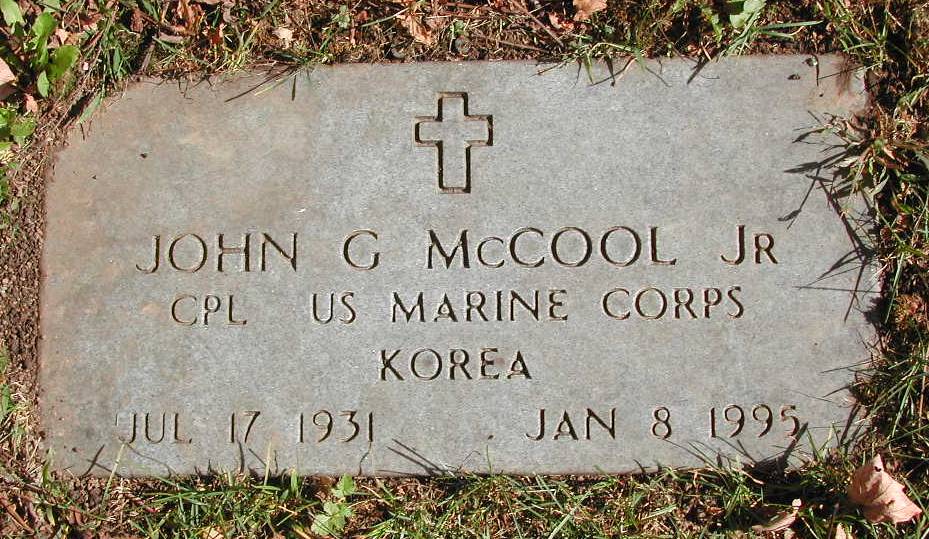 JOHN G McCOOL JR
CPL US MARINE CORPS
KOREA
JUL 17 1931 JAN 8 1995